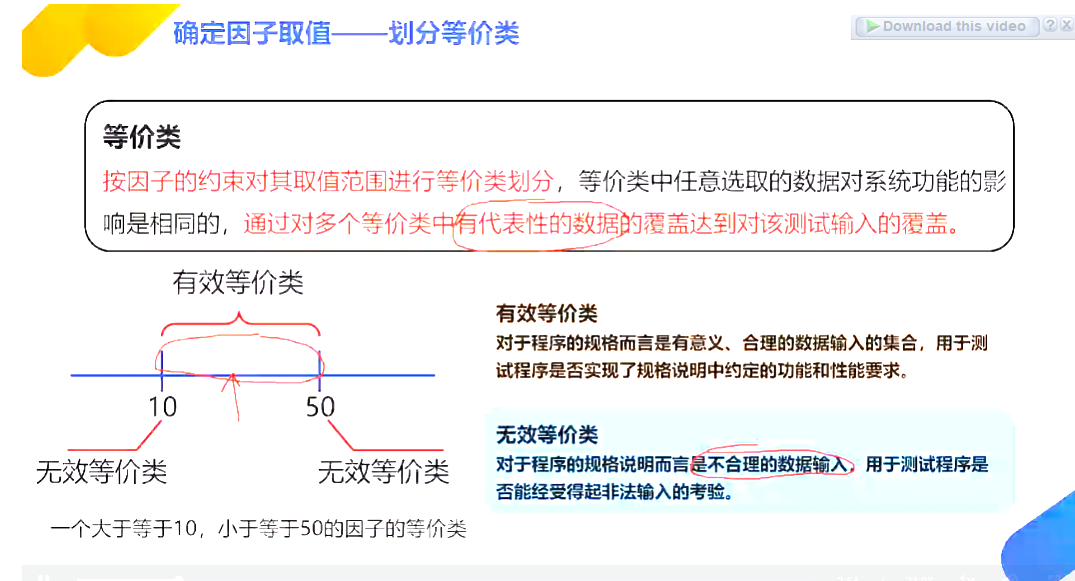 确定因子取值——划分等价类
Download this video
等价类
按因子的约束对其取值范围进行等价类划分，等价类中任意选取的数据对系统功能的影
响是相同的，通过对多个等价类中有代表性的数据的覆盖达到对该测试输入的覆盖。
有效等价类
10
50
无效等价类
无效等价类
一个大于等于10，小于等于50的因子的等价类
有效等价类
对于程序的规格而言是有意义、合理的数据输入的集合，用于测
试程序是否实现了规格说明中约定的功能和性能要求。
无效等价类
对于程序的规格说明而言是不合理的数据输入，用于测试程序是
否能经受得起非法输入的考验。